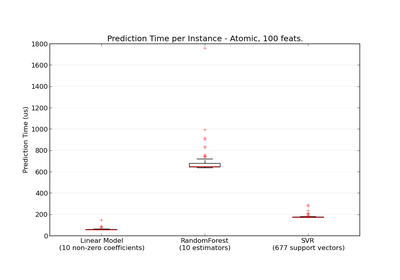 Prediction Time per Instance - Atomic, 100 feats.
1800
1600
1400
1200
1000
800
600
400
200
0
Prediction Time (us)
Linear Model
(10 non-zero coefficients)
RandomForest
(10 estimators)
SVR
(677 support vectors)